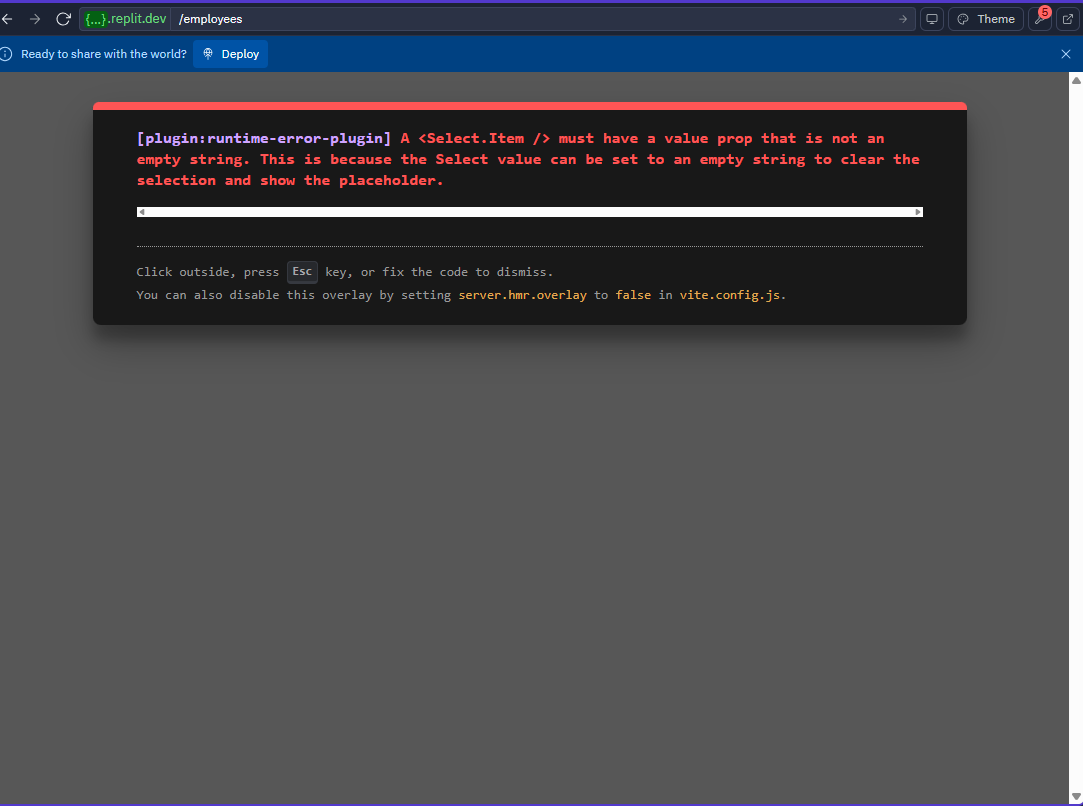 {...}.replit.dev /employees Theme 5
Ready to share with the world? Deploy
[plugin:runtime-error-plugin] A <Select.Item /> must have a value prop that is not an
empty string. This is because the Select value can be set to an empty string to clear the
selection and show the placeholder.
Click outside, press Esc key, or fix the code to dismiss.
You can also disable this overlay by setting server.hmr.overlay to false in vite.config.js.